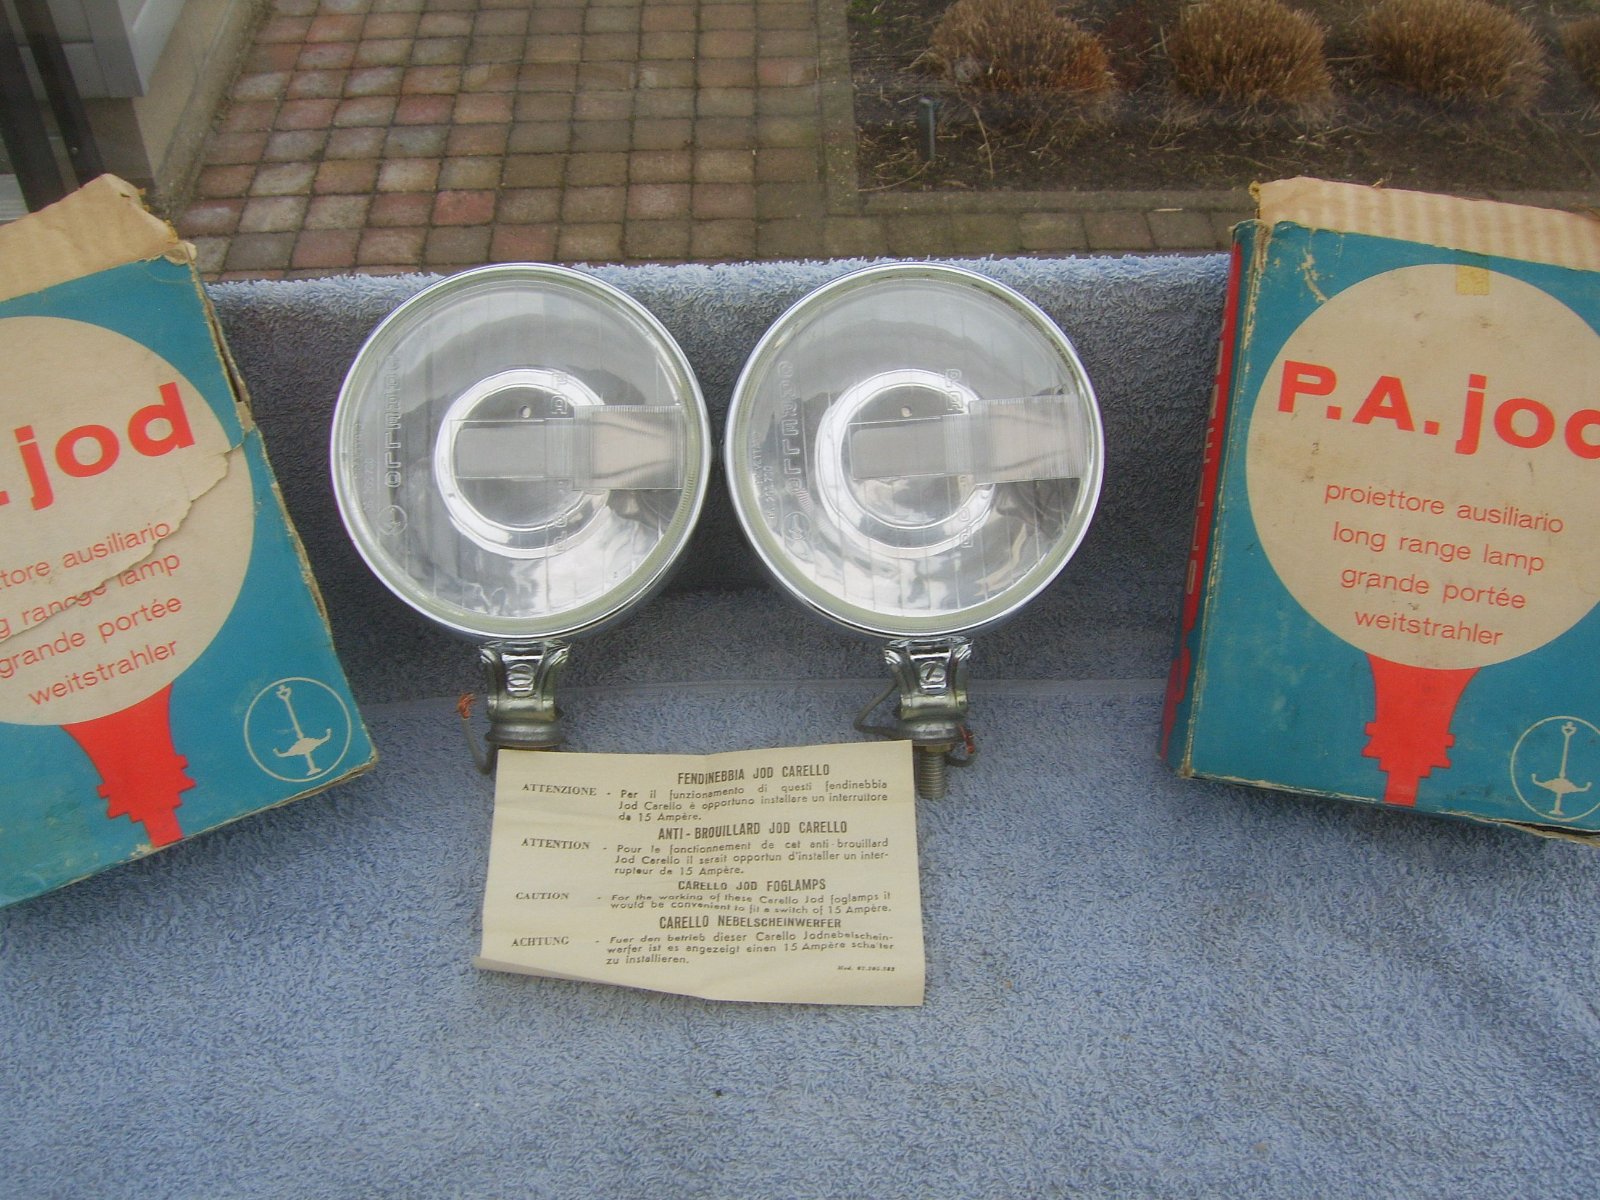 .jod
ttore ausiliario
g range lamp
grande portée
weitstrahler
CARELLO
CARELLO
P.A. jod
proiettore ausiliario
long range lamp
grande portée
weitstrahler
FENDINEBBIA JOD CARELLO
ATTENZIONE - Per il funzionamento di questi fendinebbia
Jod Carello è opportuno installare un interruttore
da 15 Ampère.
ANTI-BROUILLARD JOD CARELLO
ATTENTION - Pour le fonctionnement de cet anti-brouillard
Jod Carello il serait opportun d'installer un inter-
rupteur de 15 Ampère.
CARELLO JOD FOGLAMPS
CAUTION - For the working of these Carello Jod foglamps it
would be convenient to fit a switch of 15 Ampère.
CARELLO NEBELSCHEINWERFER
ACHTUNG - Fuer den betrieb dieser Carello Jodnebelschein-
werfer ist es angezeigt einen 15 Ampère schalter
zu installieren.